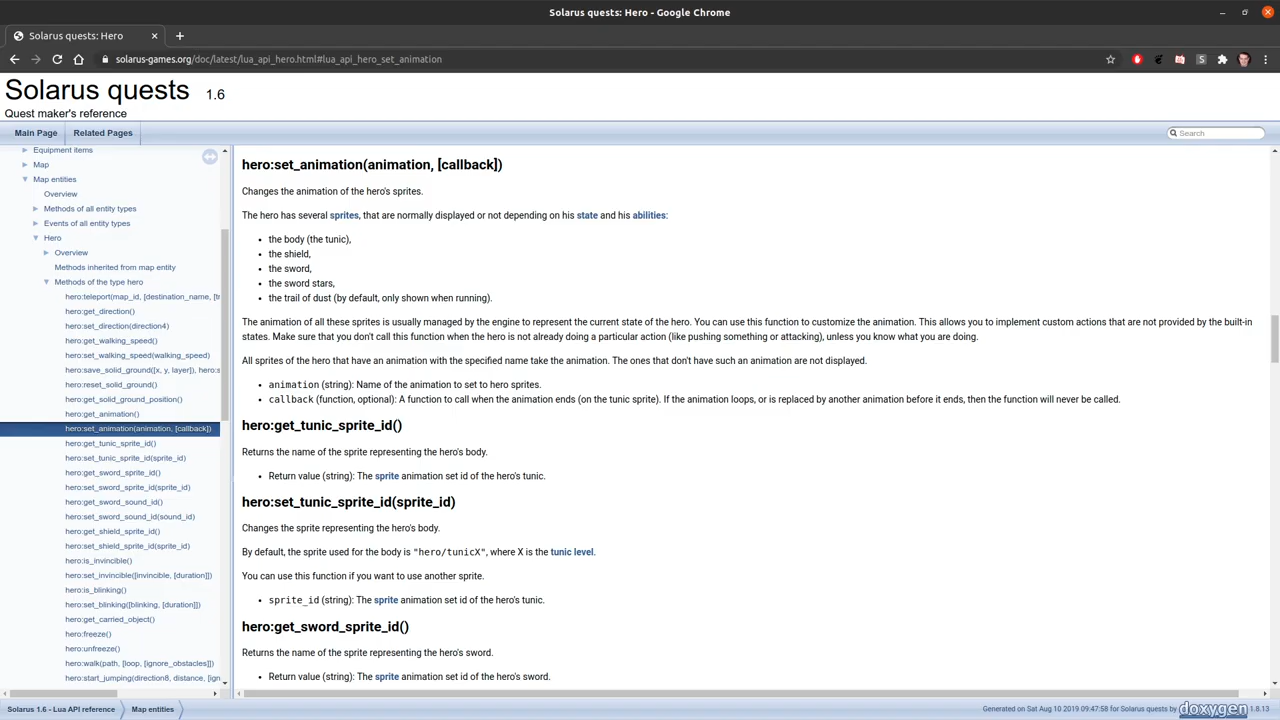 Solarus quests: Hero - Google Chrome
Solarus quests: Hero
solarus-games.org/doc/latest/lua_api_hero.html#lua_api_hero_set_animation
Solarus quests 1.6
Quest maker's reference
Main Page
Related Pages
Search
Equipment items
Map
Map entities
Overview
Methods of all entity types
Events of all entity types
Hero
Overview
Methods inherited from map entity
Methods of the type hero
hero:teleport(map_id, [destination_name, [tr
hero:get_direction()
hero:set_direction(direction4)
hero:get_walking_speed()
hero:set_walking_speed(walking_speed)
hero:save_solid_ground([x, y, layer]), hero:s
hero:reset_solid_ground()
hero:get_solid_ground_position()
hero:get_animation()
hero:set_animation(animation, [callback])
hero:get_tunic_sprite_id()
hero:set_tunic_sprite_id(sprite_id)
hero:get_sword_sprite_id()
hero:set_sword_sprite_id(sprite_id)
hero:get_sword_sound_id()
hero:set_sword_sound_id(sound_id)
hero:get_shield_sprite_id()
hero:set_shield_sprite_id(sprite_id)
hero:is_invincible()
hero:set_invincible([invincible, [duration]])
hero:is_blinking()
hero:set_blinking([blinking, [duration]])
hero:get_carried_object()
hero:freeze()
hero:unfreeze()
hero:walk(path, [loop, [ignore_obstacles]])
hero:start_jumping(direction8, distance, [ign
hero:set_animation(animation, [callback])
Changes the animation of the hero's sprites.
The hero has several sprites, that are normally displayed or not depending on his state and his abilities:
• the body (the tunic),
• the shield,
• the sword,
• the sword stars,
• the trail of dust (by default, only shown when running).
The animation of all these sprites is usually managed by the engine to represent the current state of the hero. You can use this function to customize the animation. This allows you to implement custom actions that are not provided by the built-in
states. Make sure that you don't call this function when the hero is not already doing a particular action (like pushing something or attacking), unless you know what you are doing.
All sprites of the hero that have an animation with the specified name take the animation. The ones that don't have such an animation are not displayed.
• animation (string): Name of the animation to set to hero sprites.
• callback (function, optional): A function to call when the animation ends (on the tunic sprite). If the animation loops, or is replaced by another animation before it ends, then the function will never be called.
hero:get_tunic_sprite_id()
Returns the name of the sprite representing the hero's body.
• Return value (string): The sprite animation set id of the hero's tunic.
hero:set_tunic_sprite_id(sprite_id)
Changes the sprite representing the hero's body.
By default, the sprite used for the body is "hero/tunicX", where X is the tunic level.
You can use this function if you want to use another sprite.
• sprite_id (string): The sprite animation set id of the hero's tunic.
hero:get_sword_sprite_id()
Returns the name of the sprite representing the hero's sword.
• Return value (string): The sprite animation set id of the hero's sword.
Solarus 1.6 - Lua API reference
Map entities
Generated on Sat Aug 10 2019 09:47:58 for Solarus quests by doxygen 1.8.13